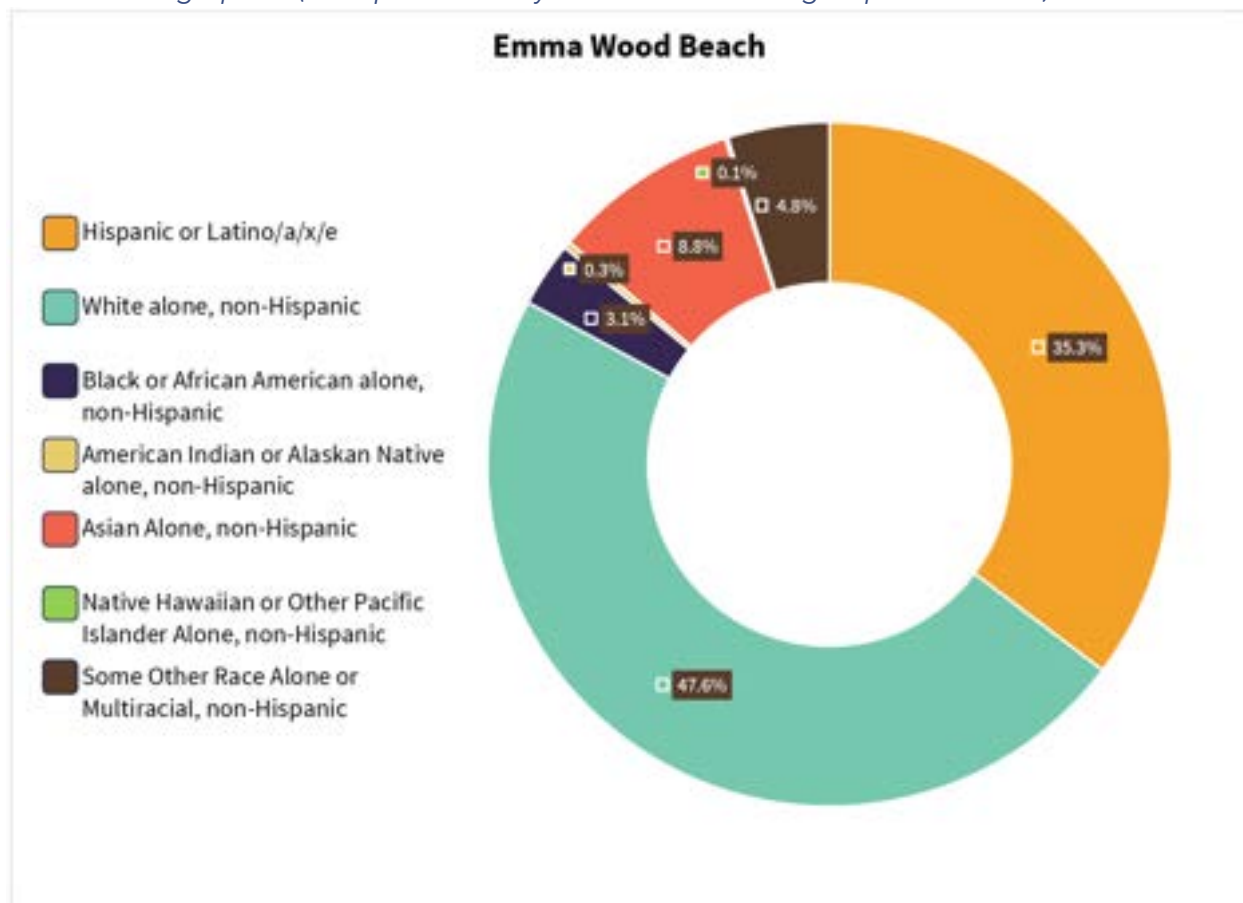 Emma Wood Beach
Hispanic or Latino/a/x/e
White alone, non-Hispanic
Black or African American alone,
non-Hispanic
American Indian or Alaskan Native
alone, non-Hispanic
Asian Alone, non-Hispanic
Native Hawaiian or Other Pacific
Islander Alone, non-Hispanic
Some Other Race Alone or
Multiracial, non-Hispanic
0.1%
4.8%
8.8%
0.3%
3.1%
35.3%
47.6%